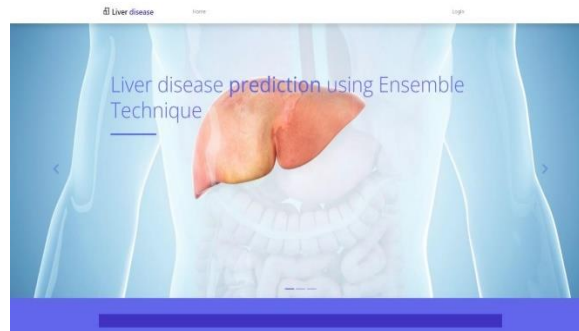 Liver disease
Home
Login
Liver disease prediction using Ensemble
Technique